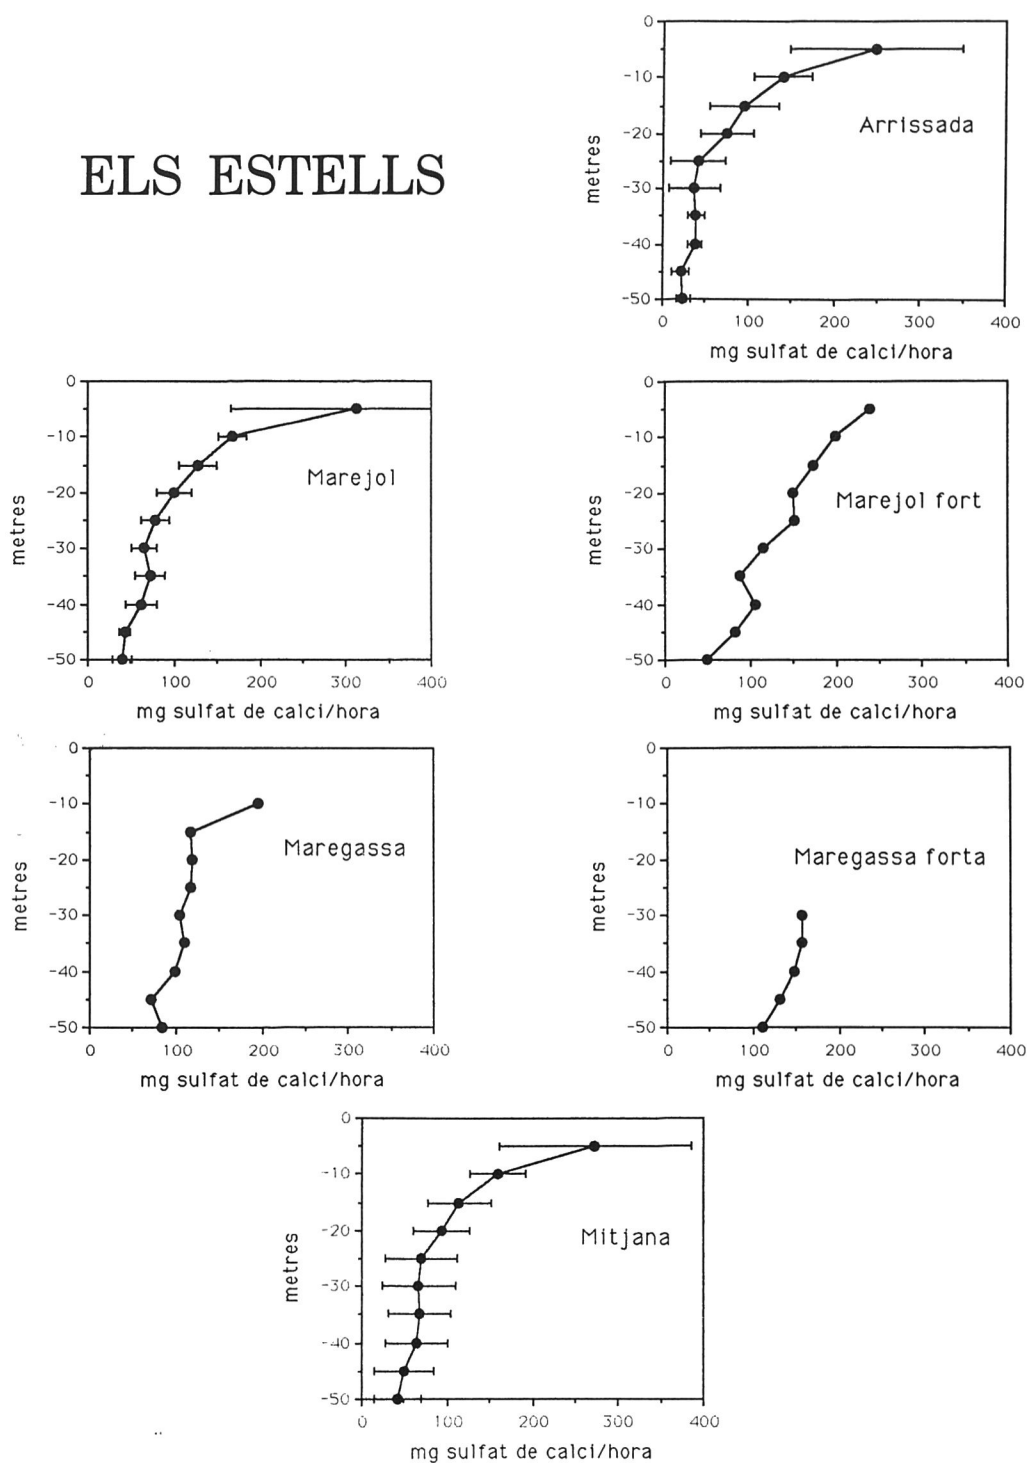 ELS ESTELLS
0
-10
-20
-30
-40
-50
metres
Arrissada
0 100 200 300 400
mg sulfat de calci/hora
0
-10
-20
-30
-40
-50
metres
Marejol
0 100 200 300 400
mg sulfat de calci/hora
0
-10
-20
-30
-40
-50
metres
Marejol fort
0 100 200 300 400
mg sulfat de calci/hora
0
-10
-20
-30
-40
-50
metres
Maregassa
0 100 200 300 400
mg sulfat de calci/hora
0
-10
-20
-30
-40
-50
metres
Maregassa forta
0 100 200 300 400
mg sulfat de calci/hora
0
-10
-20
-30
-40
-50
metres
Mitjana
0 100 200 300 400
mg sulfat de calci/hora